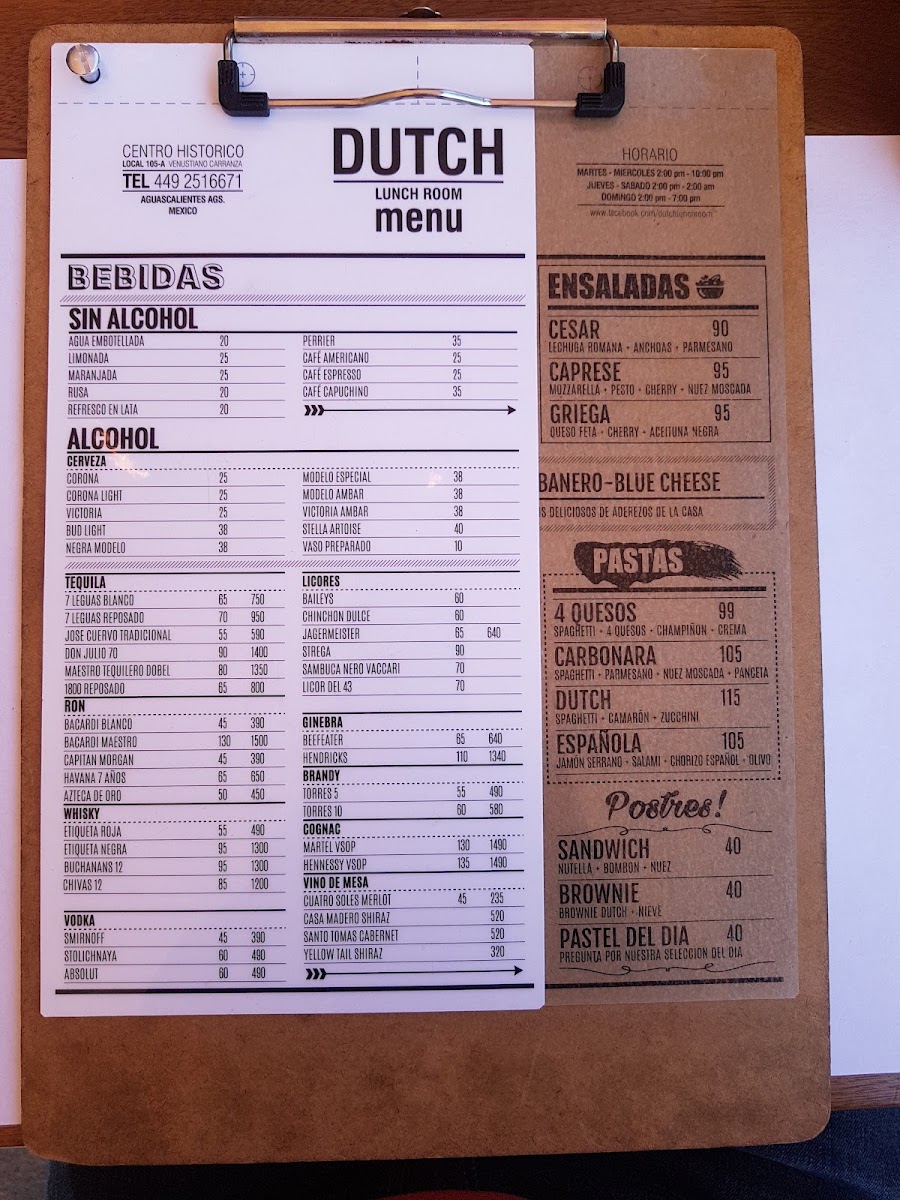 CENTRO HISTORICO
LOCAL 105-A VENUSTIANO CARRANZA
TEL 449 2516671
AGUASCALIENTES AGS.
MEXICO
DUTCH
LUNCH ROOM
menu
BEBIDAS
SIN ALCOHOL
AGUA EMBOTELLADA 20
LIMONADA 25
MARANJADA 25
RUSA 20
REFRESCO EN LATA 20
PERRIER 35
CAFÉ AMERICANO 25
CAFÉ ESPRESSO 25
CAFÉ CAPUCHINO 35
ALCOHOL
CERVEZA
CORONA 25
CORONA LIGHT 25
VICTORIA 25
BUD LIGHT 38
NEGRA MODELO 38
MODELO ESPECIAL 38
MODELO AMBAR 38
VICTORIA AMBAR 38
STELLA ARTOISE 40
VASO PREPARADO 10
TEQUILA
7 LEGUAS BLANCO 65 750
7 LEGUAS REPOSADO 70 950
JOSE CUERVO TRADICIONAL 55 590
DON JULIO 70 90 1400
MAESTRO TEQUILERO DOBEL 80 1350
1800 REPOSADO 65 800
RON
BACARDI BLANCO 45 390
BACARDI MAESTRO 130 1500
CAPITAN MORGAN 45 390
HAVANA 7 AÑOS 65 650
AZTECA DE ORO 50 450
WHISKY
ETIQUETA ROJA 55 490
ETIQUETA NEGRA 95 1300
BUCHANANS 12 95 1300
CHIVAS 12 85 1200
VODKA
SMIRNOFF 45 390
STOLICHNAYA 60 490
ABSOLUT 60 490
LICORES
BAILEYS 60
CHINCHON DULCE 60
JAGERMEISTER 65 640
STREGA 90
SAMBUCA NERO VACCARI 70
LICOR DEL 43 70
GINEBRA
BEEFEATER 65 640
HENDRICKS 110 1340
BRANDY
TORRES 5 55 490
TORRES 10 60 580
COGNAC
MARTEL VSOP 130 1490
HENNESSY VSOP 135 1490
VINO DE MESA
CUATRO SOLES MERLOT 45 235
CASA MADERO SHIRAZ 520
SANTO TOMAS CABERNET 520
YELLOW TAIL SHIRAZ 320
HORARIO
MARTES - MIERCOLES 2:00 pm - 10:00 pm
JUEVES - SABADO 2:00 pm - 2:00 am
DOMINGO 2:00 pm - 7:00 pm
www.facebook.com/dutchlunchroom
ENSALADAS
CESAR 90
LECHUGA ROMANA • ANCHOAS • PARMESANO
CAPRESE 95
MOZZARELLA • PESTO • CHERRY • NUEZ MOSCADA
GRIEGA 95
QUESO FETA • CHERRY • ACEITUNA NEGRA
BANERO-BLUE CHEESE
S DELICIOSOS DE ADEREZOS DE LA CASA
PASTAS
4 QUESOS 99
SPAGHETTI • 4 QUESOS • CHAMPIÑON • CREMA
CARBONARA 105
SPAGHETTI • PARMESANO • NUEZ MOSCADA • PANCETA
DUTCH 115
SPAGHETTI • CAMARÓN • ZUCCHINI
ESPAÑOLA 105
JAMÓN SERRANO • SALAMI • CHORIZO ESPAÑOL • OLIVO
Postres!
SANDWICH 40
NUTELLA • BOMBON • NUEZ
BROWNIE 40
BROWNIE DUTCH • NIEVE
PASTEL DEL DIA 40
PREGUNTA POR NUESTRA SELECCION DEL DIA